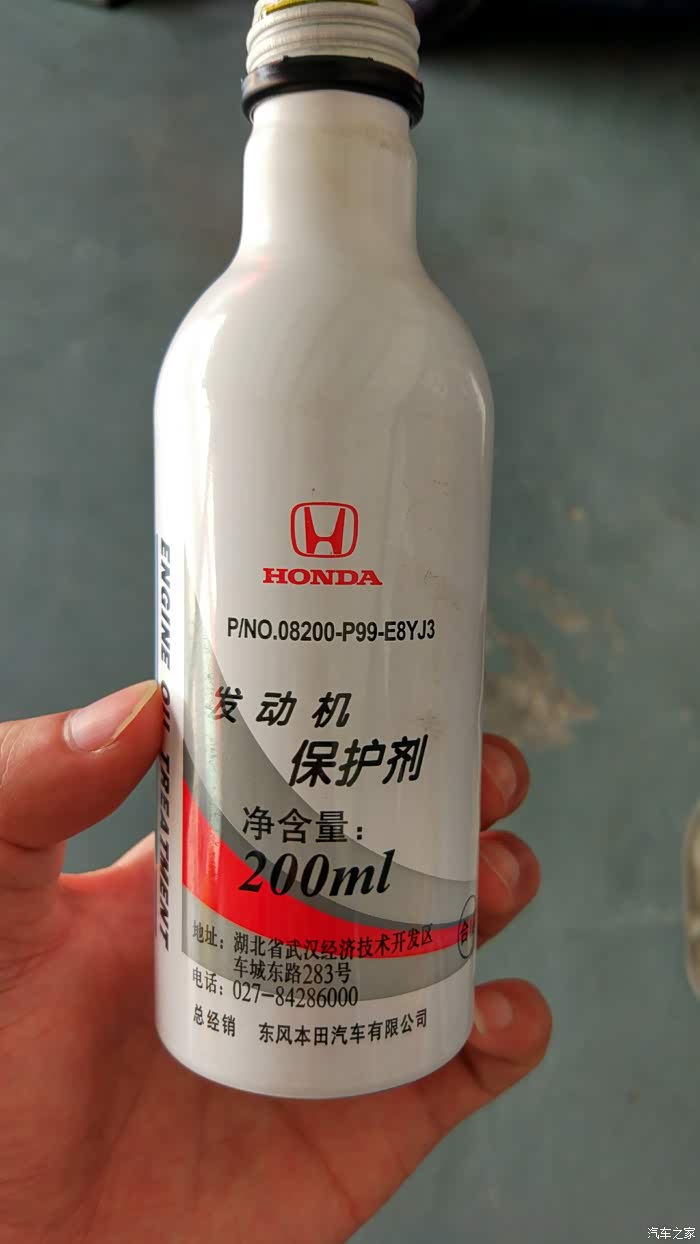 HONDA
P/NO.08200-P99-E8YJ3
发动机
保护剂
净含量：
200ml
地址：湖北省武汉经济技术开发区
车城东路283号
电话：027-84286000
总经销 东风本田汽车有限公司
ENGINE OIL TREATMENT
合
汽车之家